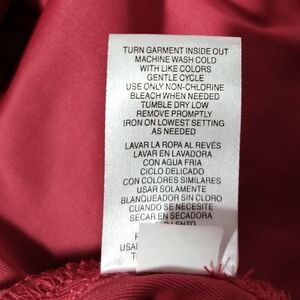 TURN GARMENT INSIDE OUT
MACHINE WASH COLD
WITH LIKE COLORS
GENTLE CYCLE
USE ONLY NON-CHLORINE
BLEACH WHEN NEEDED
TUMBLE DRY LOW
REMOVE PROMPTLY
IRON ON LOWEST SETTING
AS NEEDED
LAVAR LA ROPA AL REVÉS
LAVAR EN LAVADORA
CON AGUA FRIA
CICLO DELICADO
CON COLORES SIMILARES
USAR SOLAMENTE
BLANQUEADOR SIN CLORO
CUANDO SE NECESITE
SECAR EN SECADORA
LENTO